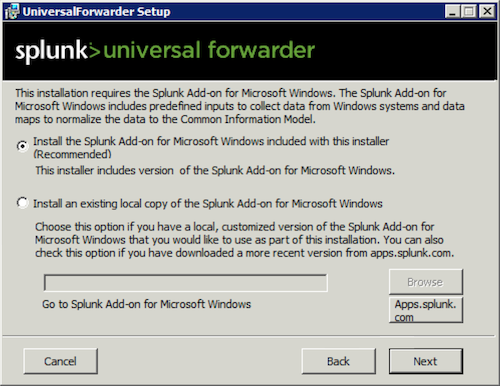 UniversalForwarder Setup
splunk>universal forwarder
This installation requires the Splunk Add-on for Microsoft Windows. The Splunk Add-on for
Microsoft Windows includes predefined inputs to collect data from Windows systems and data
maps to normalize the data to the Common Information Model.
Install the Splunk Add-on for Microsoft Windows included with this installer
(Recommended)
This installer includes version  of the Splunk Add-on for Microsoft Windows.
Install an existing local copy of the Splunk Add-on for Microsoft Windows
Choose this option if you have a local, customized version of the Splunk Add-on for
Microsoft Windows that you would like to use as part of this installation. You can also
check this option if you have downloaded a more recent version from apps.splunk.com.
Browse
Go to Splunk Add-on for Microsoft Windows
Apps.splunk.
com
Cancel
Back
Next